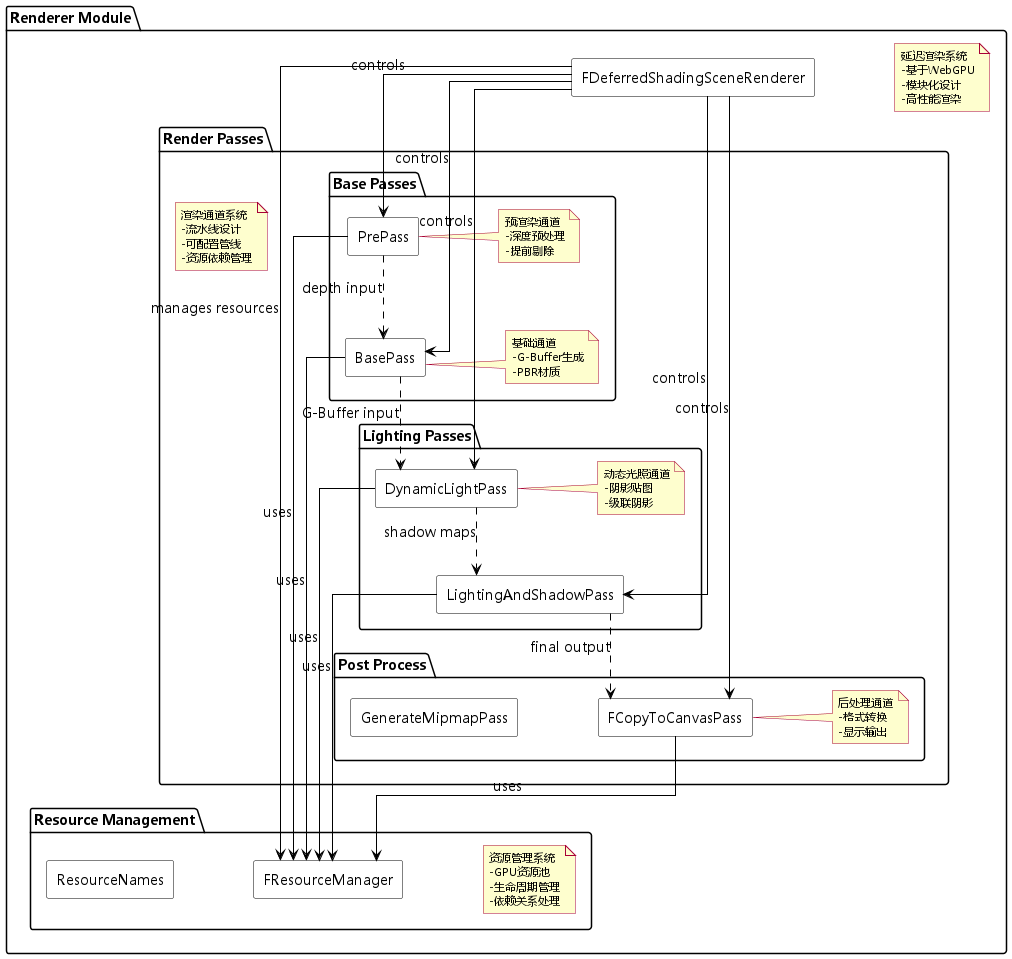 Renderer Module
延迟渲染系统
-基于WebGPU
-模块化设计
-高性能渲染
FDeferredShadingSceneRenderer
controls
Render Passes
controls
Base Passes
渲染通道系统
-流水线设计
-可配置管线
-资源依赖管理
PrePass
controls
预渲染通道
-深度预处理
-提前剔除
depth input
manages resources
BasePass
基础通道
-G-Buffer生成
-PBR材质
controls
controls
G-Buffer input
Lighting Passes
DynamicLightPass
动态光照通道
-阴影贴图
-级联阴影
uses
shadow maps
uses
LightingAndShadowPass
uses
final output
uses
Post Process
GenerateMipmapPass
FCopyToCanvasPass
后处理通道
-格式转换
-显示输出
uses
Resource Management
ResourceNames
FResourceManager
资源管理系统
-GPU资源池
-生命周期管理
-依赖关系处理